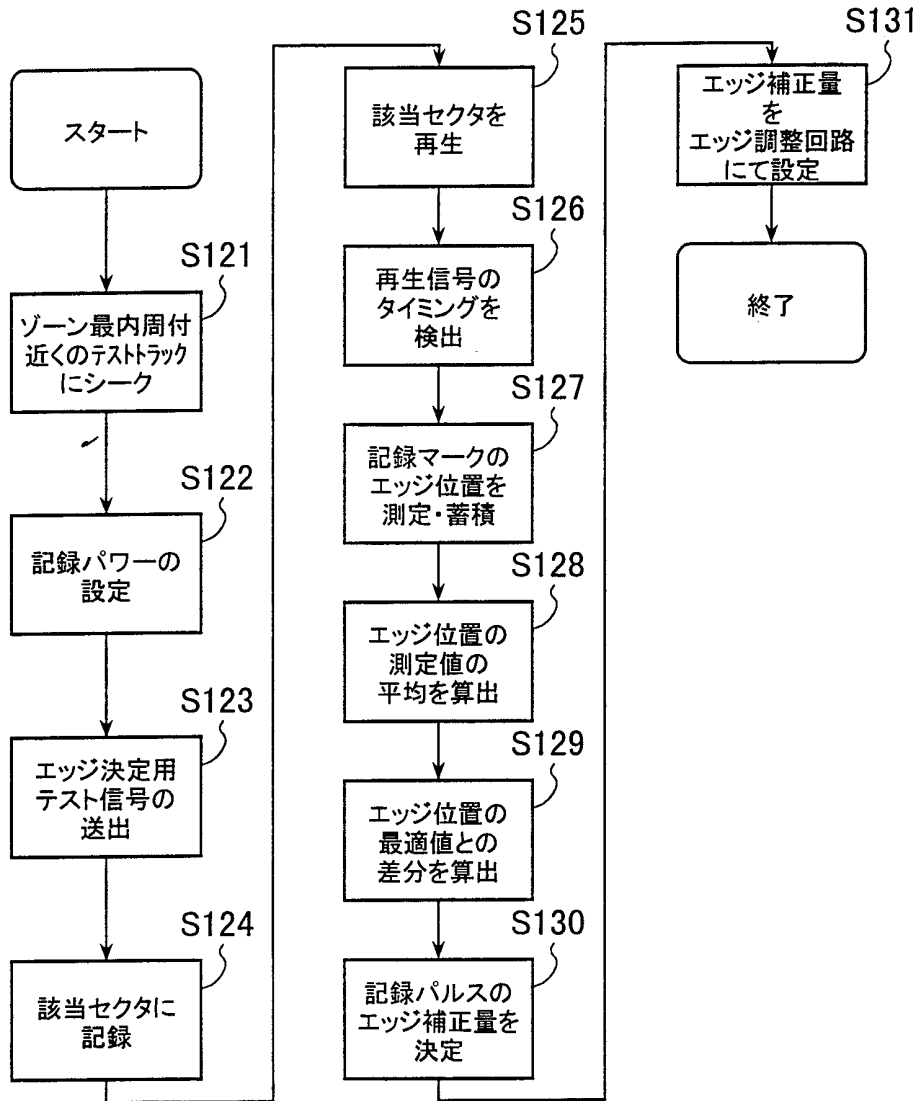 スタート
S121
ゾーン最内周付
近くのテストトラック
にシーク
S122
記録パワーの
設定
S123
エッジ決定用
テスト信号の
送出
S124
該当セクタに
記録
S125
該当セクタを
再生
S126
再生信号の
タイミングを
検出
S127
記録マークの
エッジ位置を
測定・蓄積
S128
エッジ位置の
測定値の
平均を算出
S129
エッジ位置の
最適値との
差分を算出
S130
記録パルスの
エッジ補正量を
決定
S131
エッジ補正量
を
エッジ調整回路
にて設定
終了